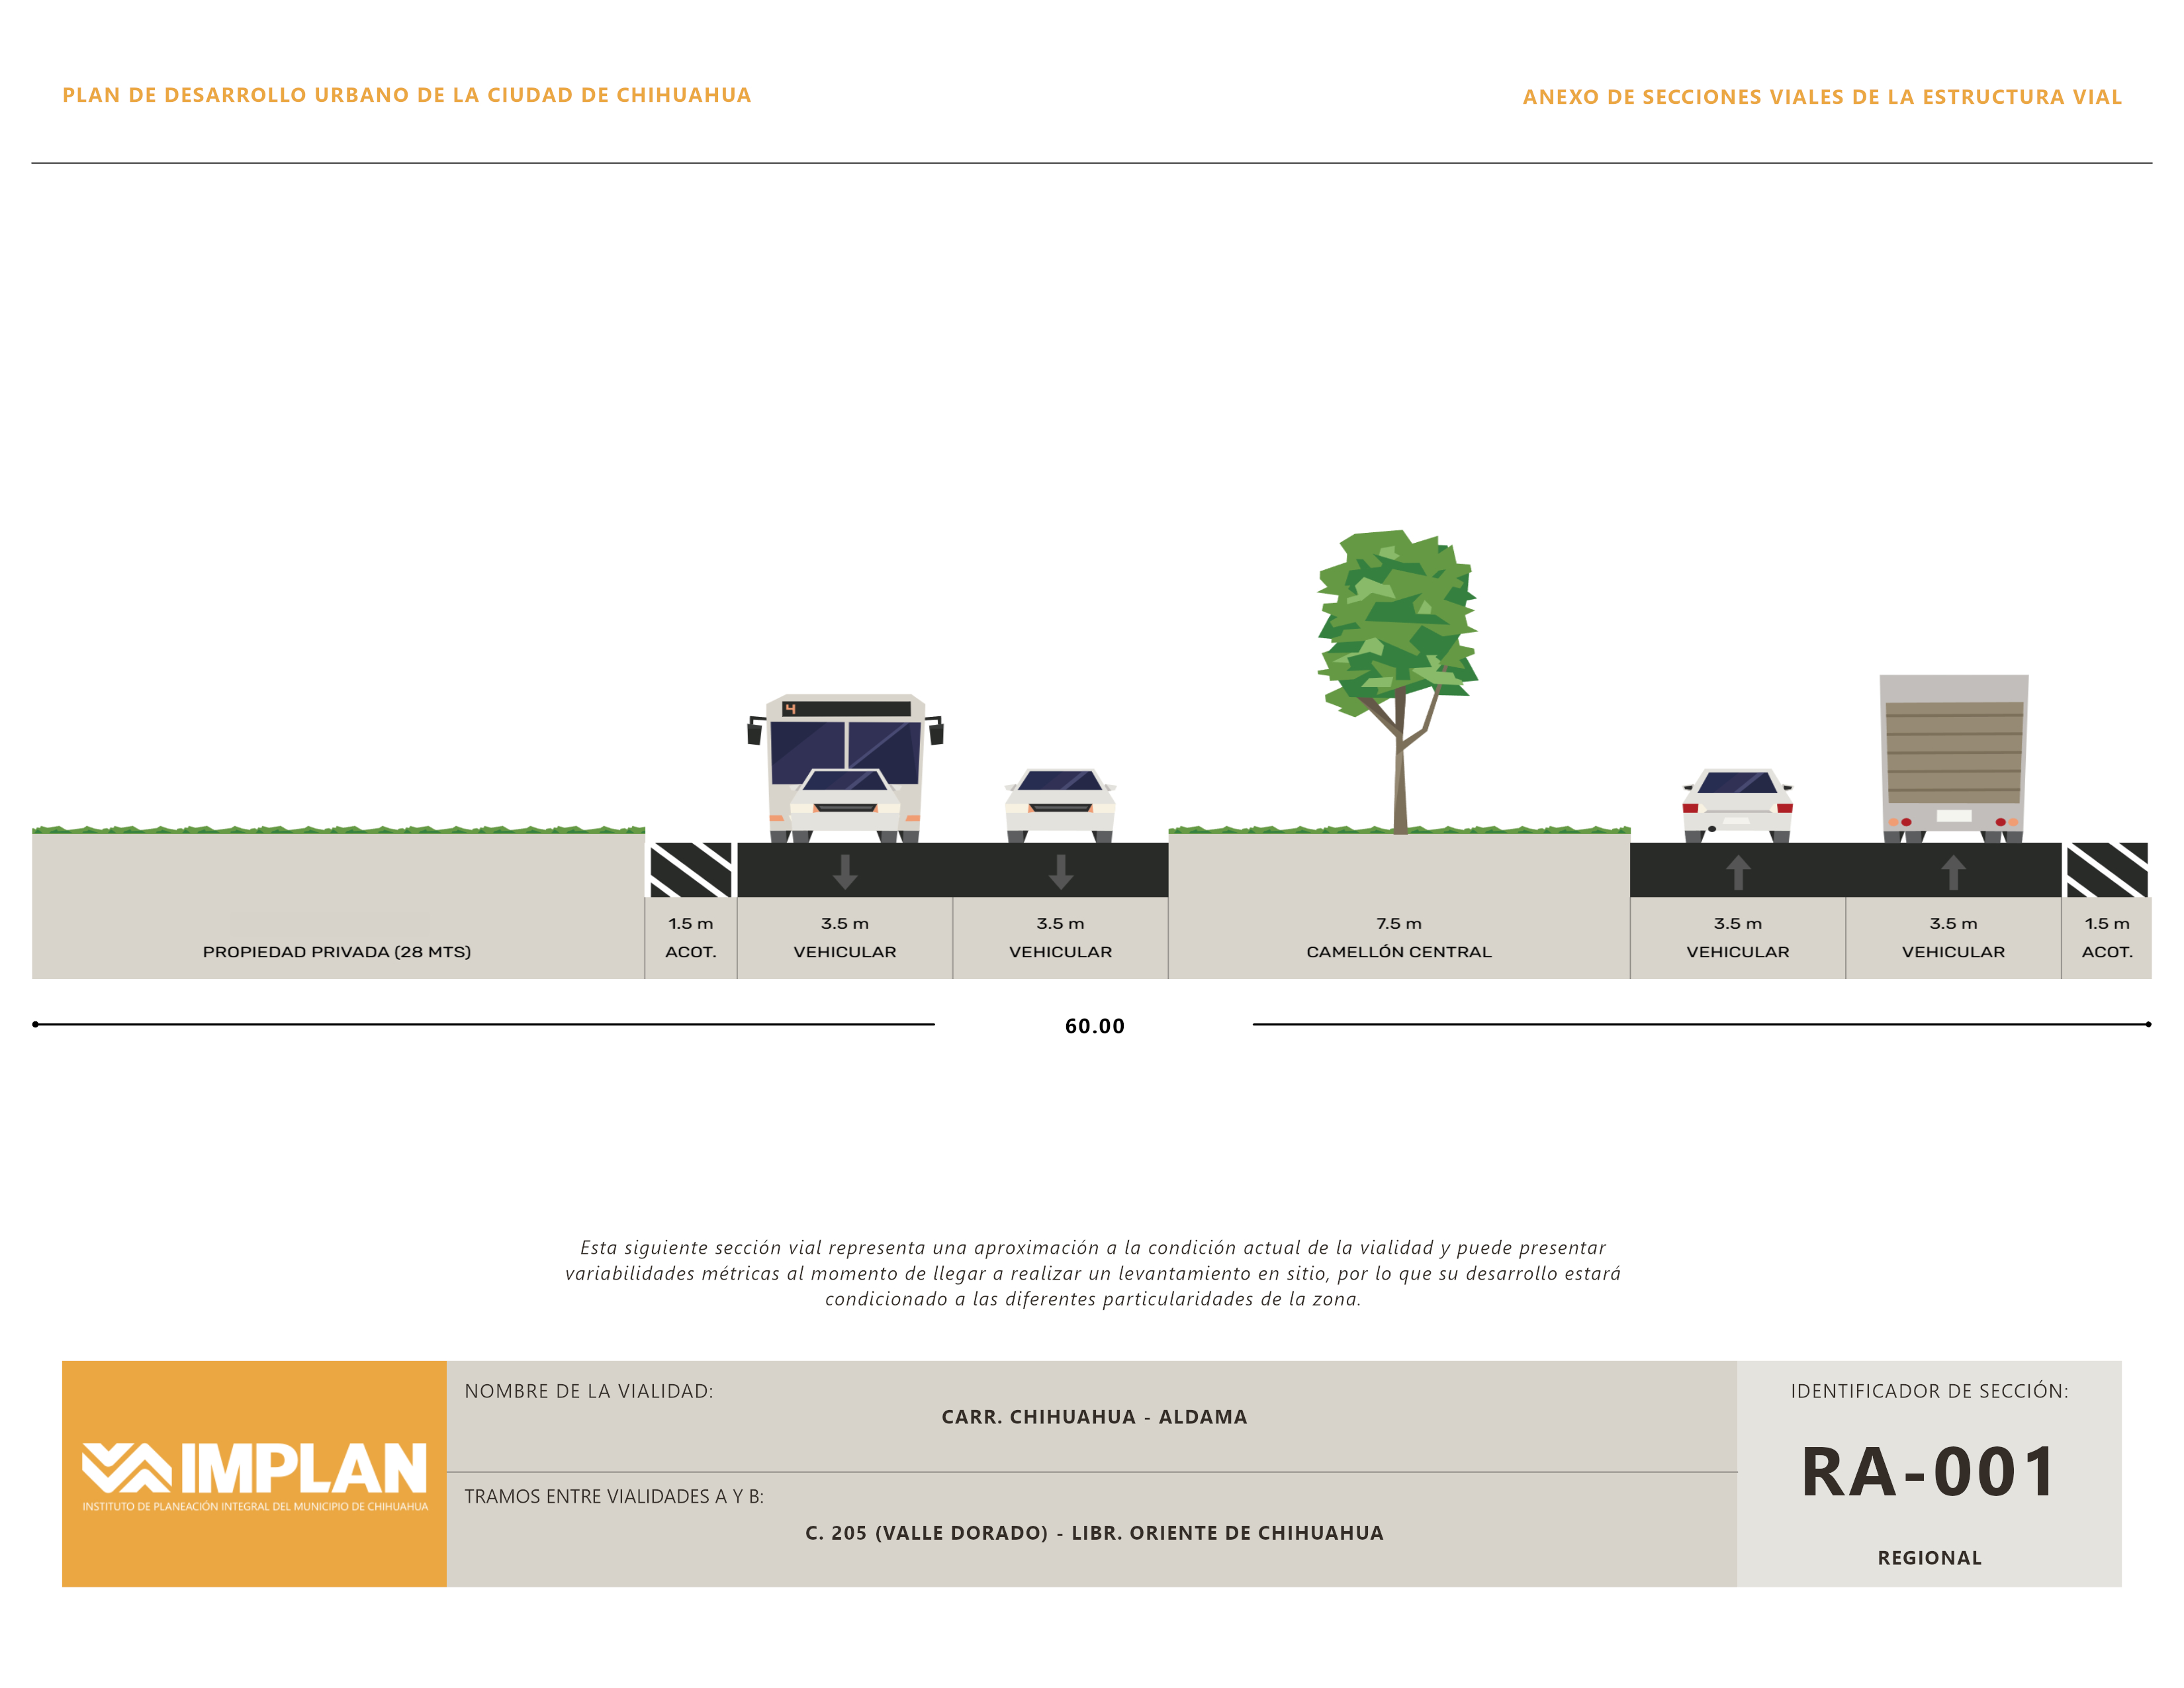 PLAN DE DESARROLLO URBANO DE LA CIUDAD DE CHIHUAHUA
ANEXO DE SECCIONES VIALES DE LA ESTRUCTURA VIAL
4
PROPIEDAD PRIVADA (28 MTS)
1.5 m
ACOT.
3.5 m
VEHICULAR
3.5 m
VEHICULAR
7.5 m
CAMELLÓN CENTRAL
3.5 m
VEHICULAR
3.5 m
VEHICULAR
1.5 m
ACOT.
60.00
Esta siguiente sección vial representa una aproximación a la condición actual de la vialidad y puede presentar
variabilidades métricas al momento de llegar a realizar un levantamiento en sitio, por lo que su desarrollo estará
condicionado a las diferentes particularidades de la zona.
IMPLAN
INSTITUTO DE PLANEACIÓN INTEGRAL DEL MUNICIPIO DE CHIHUAHUA
NOMBRE DE LA VIALIDAD:
CARR. CHIHUAHUA - ALDAMA
TRAMOS ENTRE VIALIDADES A Y B:
C. 205 (VALLE DORADO) - LIBR. ORIENTE DE CHIHUAHUA
IDENTIFICADOR DE SECCIÓN:
RA-001
REGIONAL